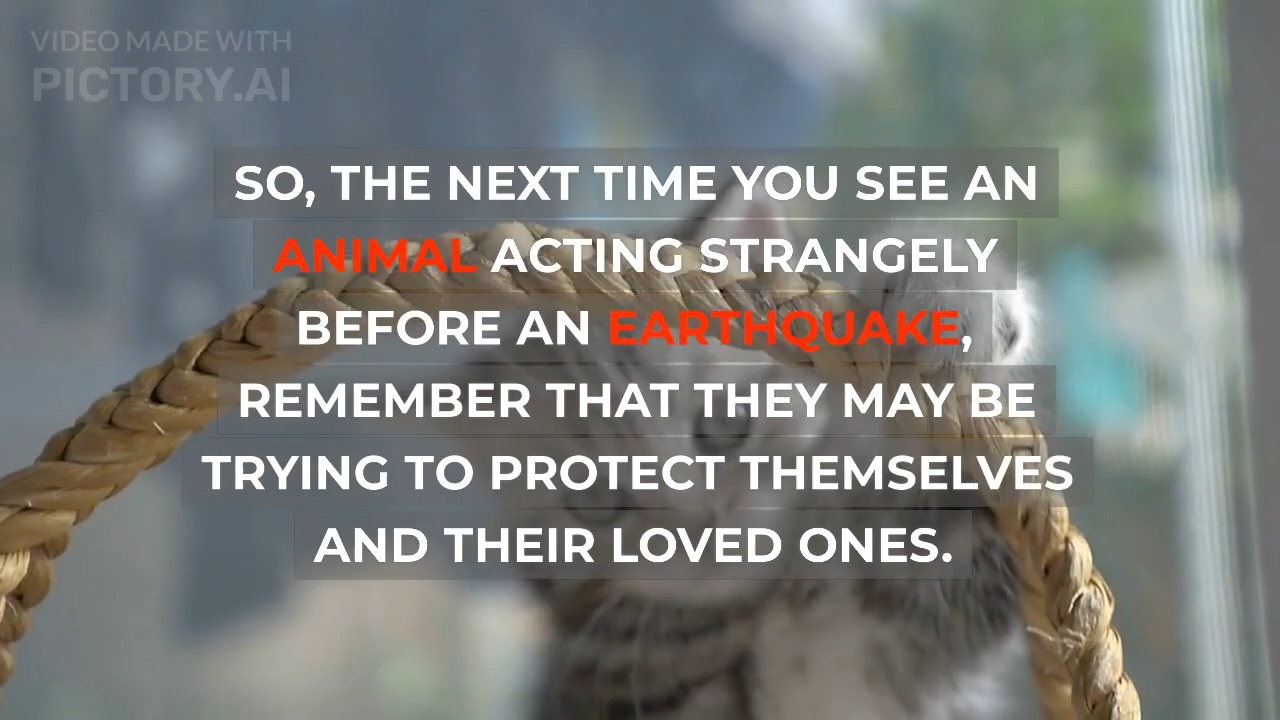 VIDEO MADE WITH
PICTORY.AI
SO, THE NEXT TIME YOU SEE AN
ANIMAL ACTING STRANGELY
BEFORE AN EARTHQUAKE,
REMEMBER THAT THEY MAY BE
TRYING TO PROTECT THEMSELVES
AND THEIR LOVED ONES.